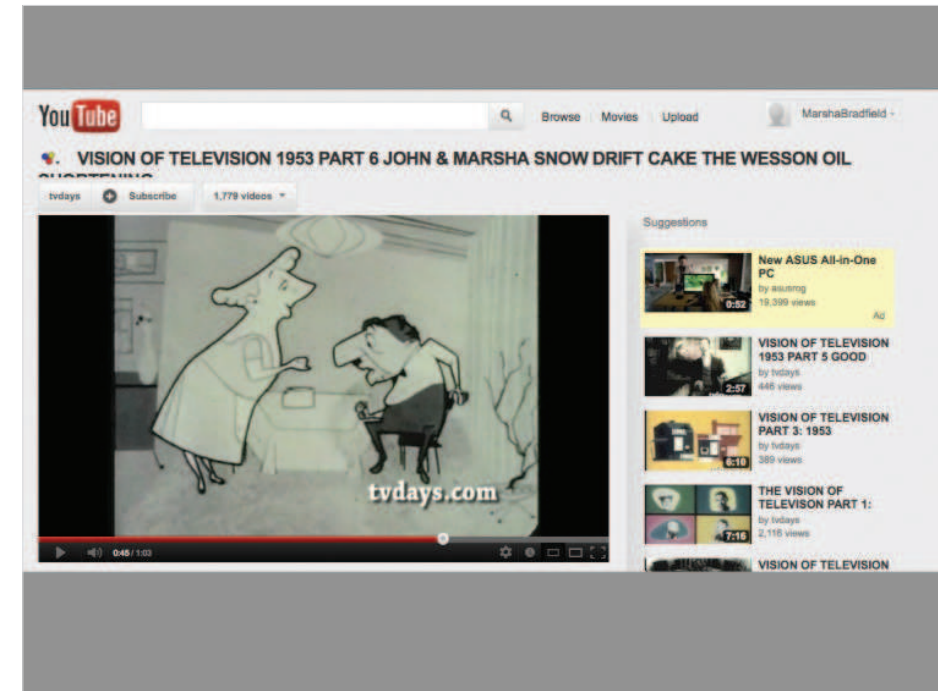 YouTube
Browse Movies Upload MarshaBradfield
VISION OF TELEVISION 1953 PART 6 JOHN & MARSHA SNOW DRIFT CAKE THE WESSON OIL
SHORTENING
tvdays Subscribe 1,779 videos
tvdays.com
0:45 / 1:03
Suggestions
New ASUS All-in-One
PC
by asusrog
19,399 views
0:52
Ad
VISION OF TELEVISION
1953 PART 5 GOOD
by tvdays
446 views
2:57
VISION OF TELEVISION
PART 3: 1953
by tvdays
389 views
6:10
THE VISION OF
TELEVISON PART 1:
by tvdays
2,116 views
7:16
VISION OF TELEVISION